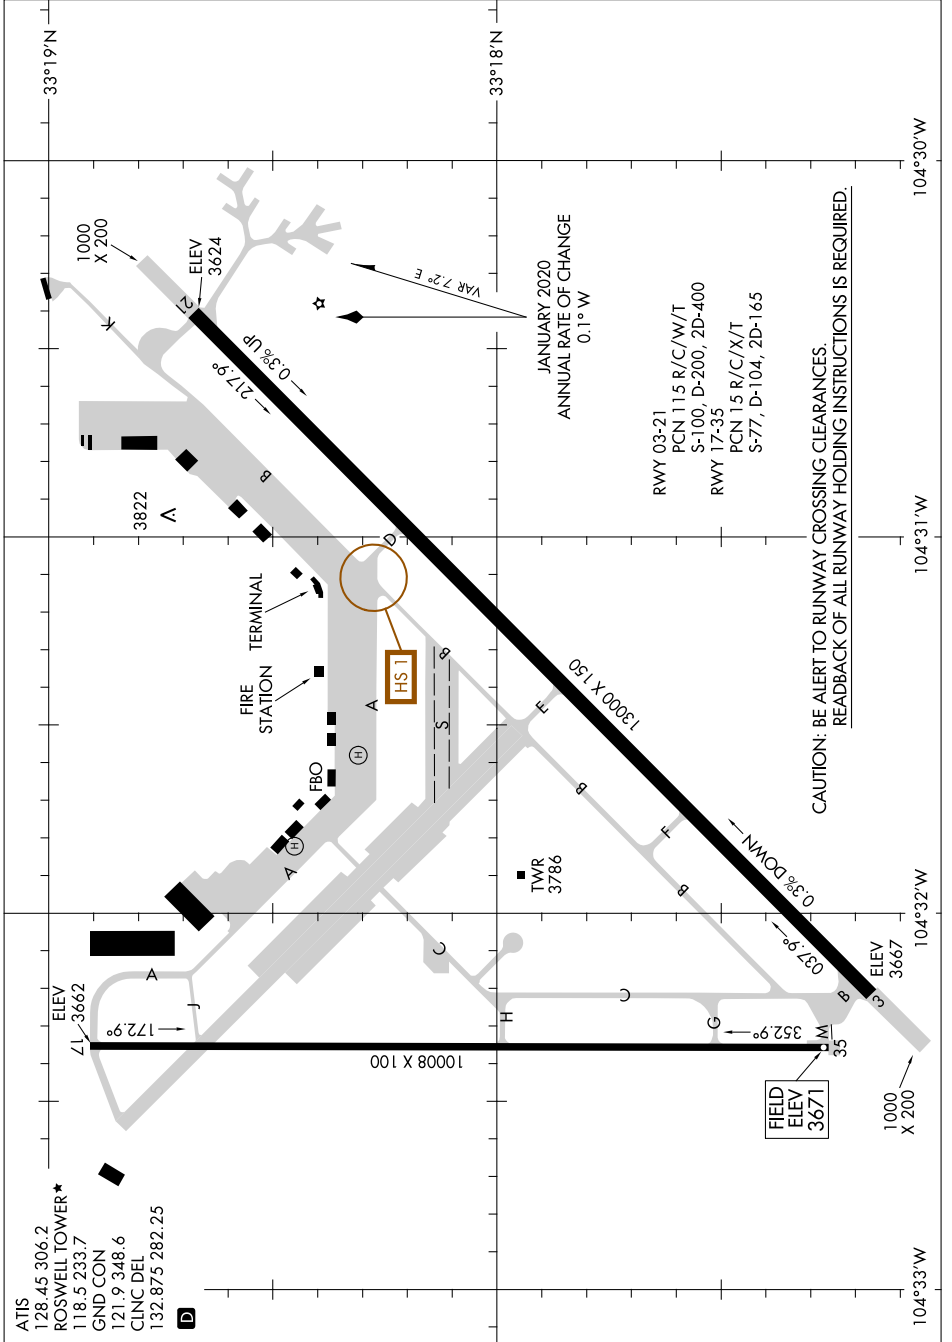 ATIS
128.45 306.2
ROSWELL TOWER★
118.5 233.7
GND CON
121.9 348.6
CLNC DEL
132.875 282.25
D
33°19'N
33°18'N
104°30'W
104°31'W
104°32'W
104°33'W
1000
X 200
ELEV
3624
21
K
217.9°
0.3% UP
B
3822
TERMINAL
FIRE
STATION
HS 1
D
A
H
FBO
H
A
S
B
F
13000 X 150
B
F
B
TWR
3786
C
A
J
ELEV
3662
17
172.9°
10008 X 100
H
C
G
352.9°
M
35
FIELD
ELEV
3671
B
3
037.9°
0.3% DOWN
ELEV
3667
1000
X 200
VAR 7.2° E
JANUARY 2020
ANNUAL RATE OF CHANGE
0.1° W
RWY 03-21
PCN 115 R/C/W/T
S-100, D-200, 2D-400
RWY 17-35
PCN 15 R/C/X/T
S-77, D-104, 2D-165
CAUTION: BE ALERT TO RUNWAY CROSSING CLEARANCES.
READBACK OF ALL RUNWAY HOLDING INSTRUCTIONS IS REQUIRED.